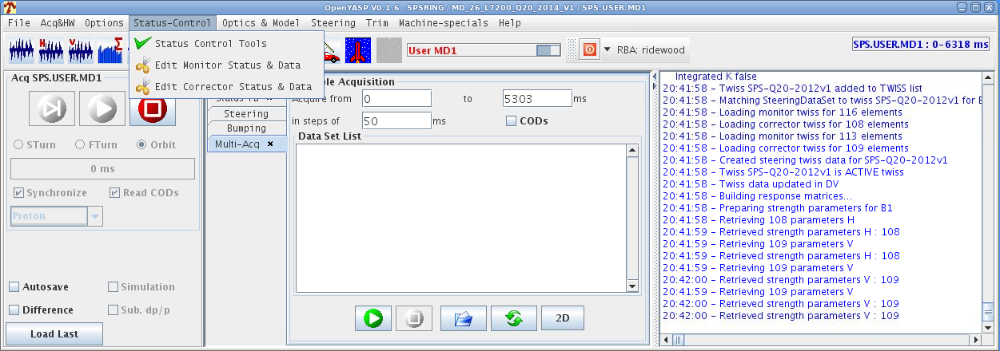 OpenYASP V0.1.6 SPSRING / MD_26_L7200_Q20_2014_V1 / SPS.USER.MD1
File Acq&HW Options Status-Control Optics & Model Steering Trim Machine-specials Help
Status Control Tools
Edit Monitor Status & Data
Edit Corrector Status & Data
H
V
Σ
User MD1
RBA: ridewood
SPS.USER.MD1 : 0-6318 ms
Acq SPS.USER.MD1
STurn FTurn Orbit
0 ms
Synchronize Read CODs
Proton
Autosave Simulation
Difference Sub. dp/p
Load Last
Steering
Bumping
Multi-Acq ×
Acquisition
Acquire from 0 to 5303 ms
in steps of 50 ms CODs
Data Set List
2D
Integrated K false
20:41:58 - Twiss SPS-Q20-2012v1 added to TWISS list
20:41:58 - Matching SteeringDataSet to twiss SPS-Q20-2012v1 for B
20:41:58 - Loading monitor twiss for 116 elements
20:41:58 - Loading corrector twiss for 108 elements
20:41:58 - Loading monitor twiss for 113 elements
20:41:58 - Loading corrector twiss for 109 elements
20:41:58 - Created steering twiss data for SPS-Q20-2012v1
20:41:58 - Twiss SPS-Q20-2012v1 is ACTIVE twiss
20:41:58 - Twiss data updated in DV
20:41:58 - Building response matrices...
20:41:58 - Preparing strength parameters for B1
20:41:58 - Retrieving 108 parameters H
20:41:59 - Retrieved strength parameters H : 108
20:41:59 - Retrieving 109 parameters V
20:41:59 - Retrieved strength parameters H : 108
20:41:59 - Retrieving 109 parameters V
20:42:00 - Retrieved strength parameters V : 109
20:41:59 - Retrieving 109 parameters V
20:42:00 - Retrieved strength parameters V : 109
20:42:00 - Retrieved strength parameters V : 109